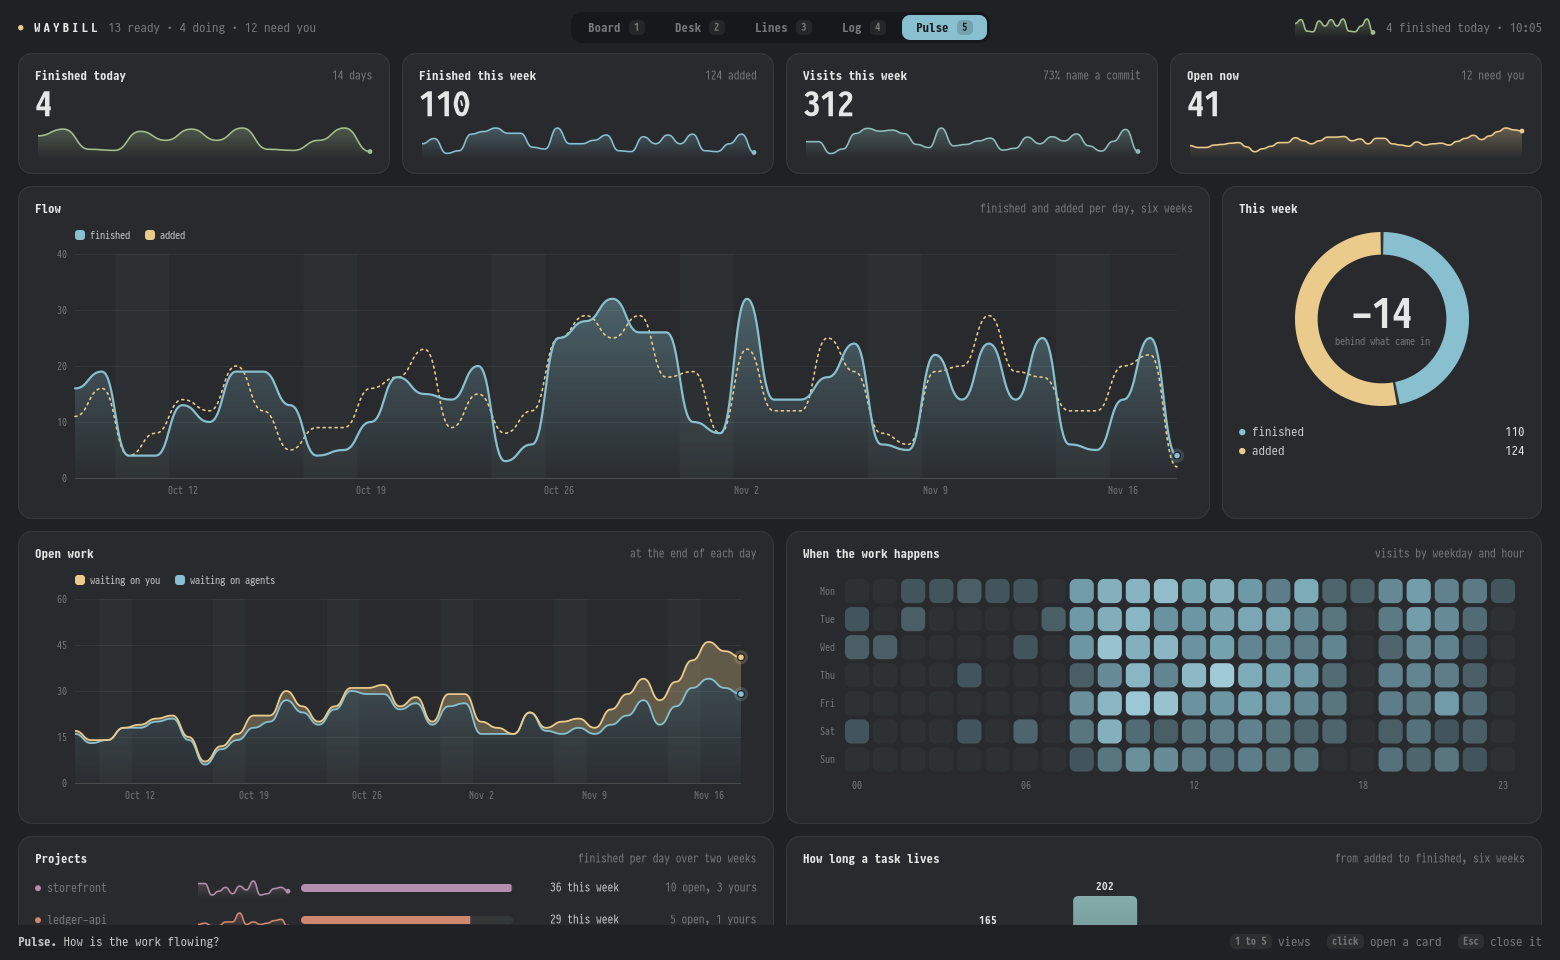 WAYBILL 13 ready • 4 doing • 12 need you
Board 1 Desk 2 Lines 3 Log 4 Pulse 5
4 finished today • 10:05
Finished today 14 days
4
Finished this week 124 added
110
Visits this week 73% name a commit
312
Open now 12 need you
41
Flow finished and added per day, six weeks
finished added
40
30
20
10
0
Oct 12 Oct 19 Oct 26 Nov 2 Nov 9 Nov 16
This week
−14
behind what came in
finished 110
added 124
Open work at the end of each day
waiting on you waiting on agents
60
45
30
15
0
Oct 12 Oct 19 Oct 26 Nov 2 Nov 9 Nov 16
When the work happens visits by weekday and hour
Mon
Tue
Wed
Thu
Fri
Sat
Sun
00 06 12 18 23
Projects finished per day over two weeks
storefront 36 this week 10 open, 3 yours
ledger-api 29 this week 5 open, 1 yours
How long a task lives from added to finished, six weeks
202
165
Pulse. How is the work flowing?
1 to 5 views click open a card Esc close it